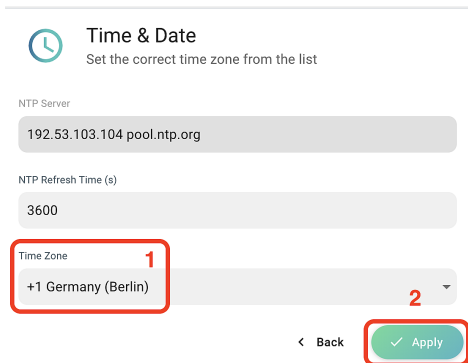 Time & Date
Set the correct time zone from the list
NTP Server
192.53.103.104 pool.ntp.org
NTP Refresh Time (s)
3600
Time Zone
1
+1 Germany (Berlin)
2
Back
Apply